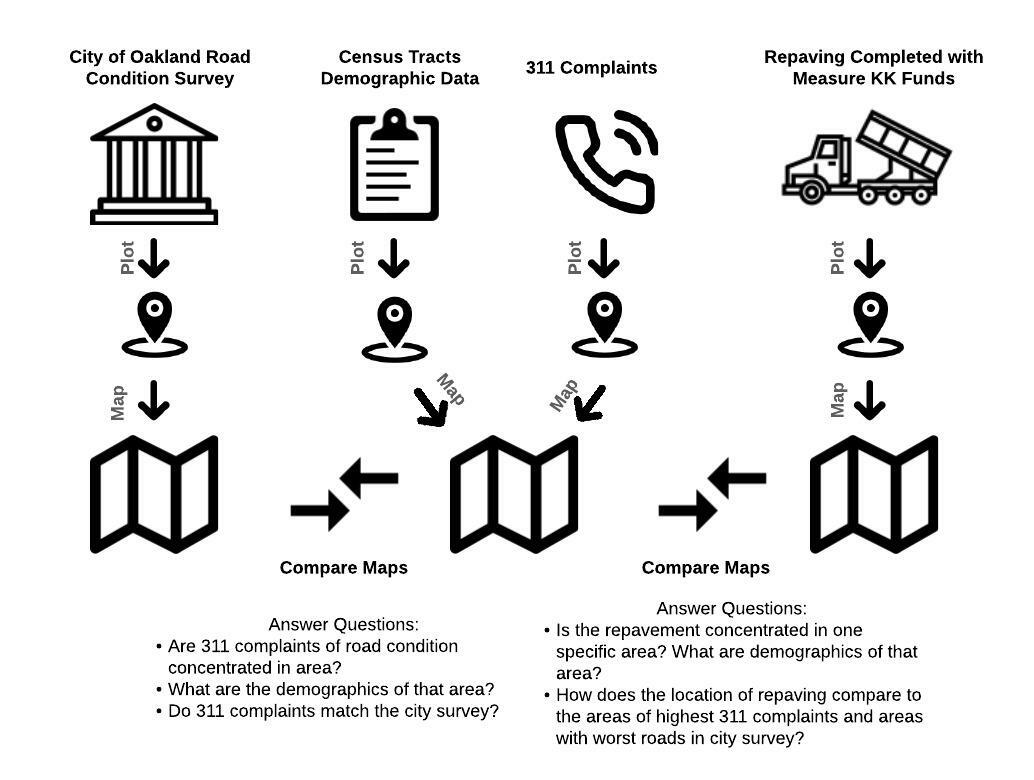 City of Oakland Road
Condition Survey
Census Tracts
Demographic Data
311 Complaints
Repaving Completed with
Measure KK Funds
Plot
Plot
Plot
Plot
Map
Map
Map
Map
Compare Maps
Compare Maps
Answer Questions:
• Are 311 complaints of road condition
concentrated in area?
• What are the demographics of that area?
• Do 311 complaints match the city survey?
Answer Questions:
• Is the repavement concentrated in one
specific area? What are demographics of that
area?
• How does the location of repaving compare to
the areas of highest 311 complaints and areas
with worst roads in city survey?